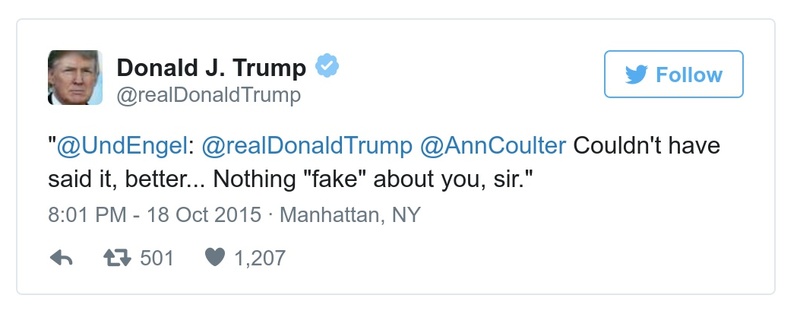 Donald J. Trump
@realDonaldTrump
Follow
"@UndEngel: @realDonaldTrump @AnnCoulter Couldn't have
said it, better... Nothing "fake" about you, sir."
8:01 PM - 18 Oct 2015 · Manhattan, NY
501 1,207